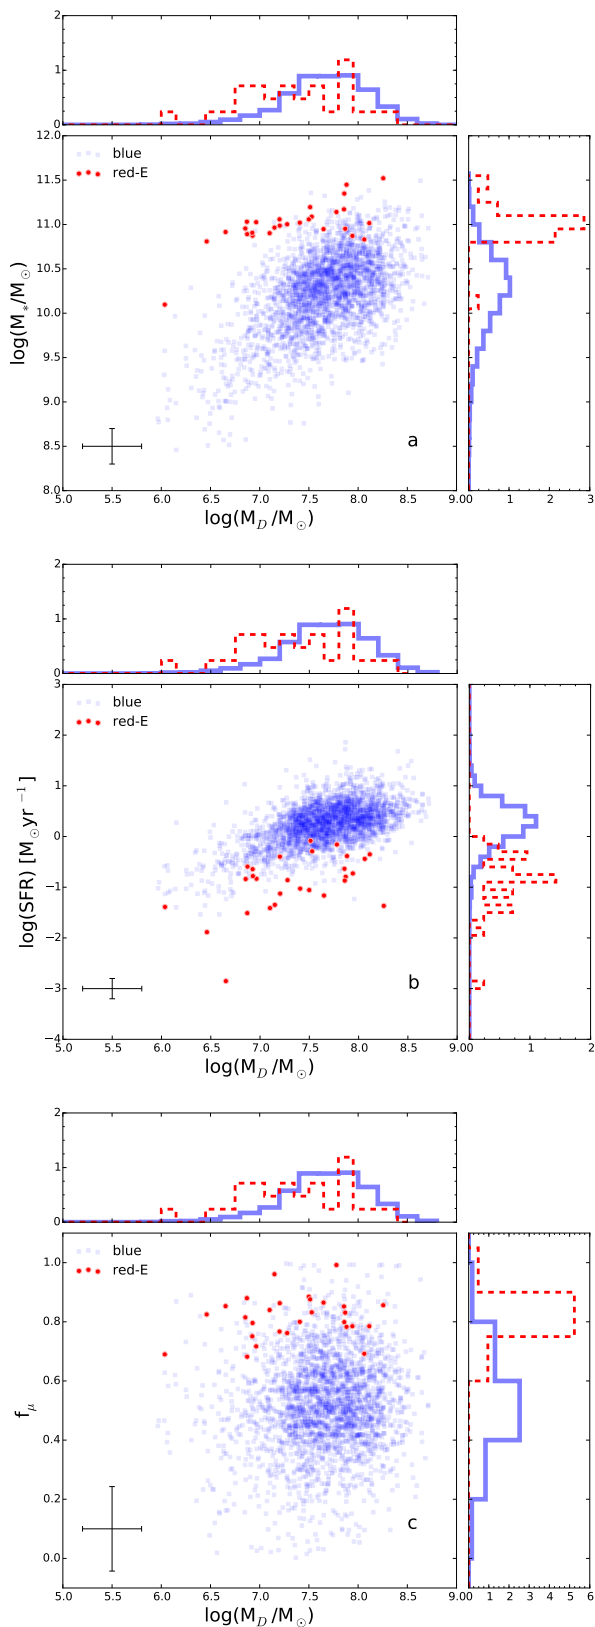 2
1
0
12.0
11.5
11.0
10.5
10.0
9.5
9.0
8.5
8.0
log(M*/M⊙)
blue
red-E
a
5.0 5.5 6.0 6.5 7.0 7.5 8.0 8.5 9.0
0 1 2 3
log(M_D/M⊙)
2
1
0
3
2
1
0
−1
−2
−3
−4
log(SFR) [M⊙yr⁻¹]
blue
red-E
b
5.0 5.5 6.0 6.5 7.0 7.5 8.0 8.5 9.0
0 1 2
log(M_D/M⊙)
2
1
0
1.0
0.8
0.6
0.4
0.2
0.0
f_μ
blue
red-E
c
5.0 5.5 6.0 6.5 7.0 7.5 8.0 8.5 9.0
0 1 2 3 4 5 6
log(M_D/M⊙)